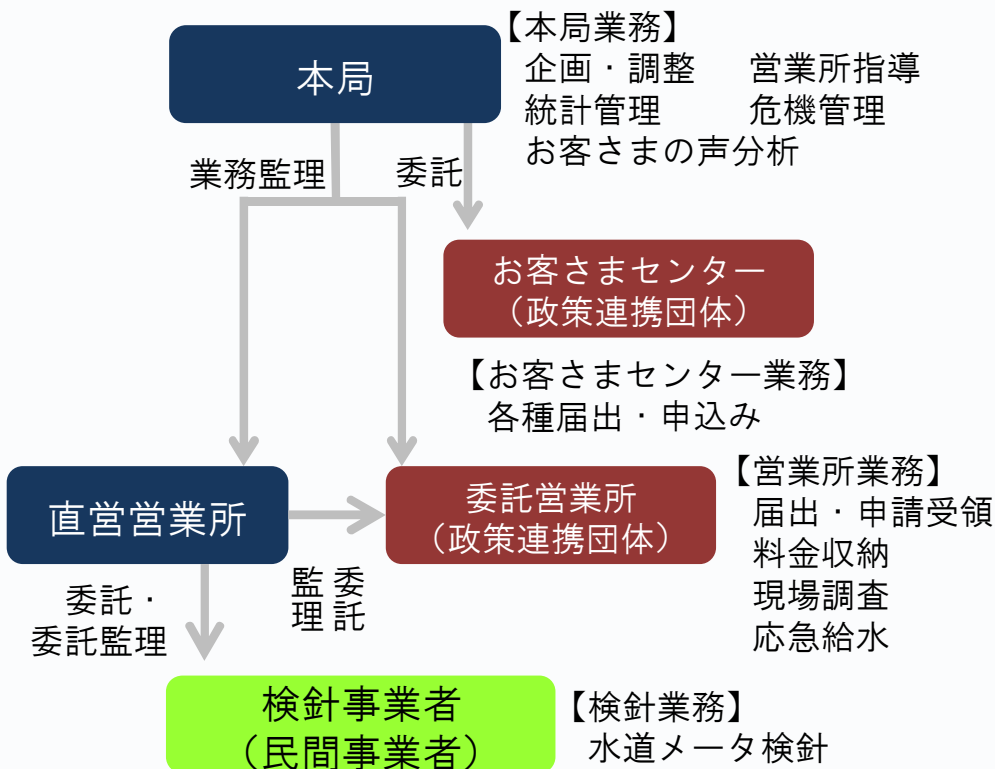 本局
【本局業務】
企画・調整　営業所指導
統計管理　危機管理
お客さまの声分析
業務監理
委託
お客さまセンター
（政策連携団体）
【お客さまセンター業務】
各種届出・申込み
直営営業所
委託営業所
（政策連携団体）
【営業所業務】
届出・申請受領
料金収納
現場調査
応急給水
委託
監理
委託・
委託監理
検針事業者
（民間事業者）
【検針業務】
水道メータ検針